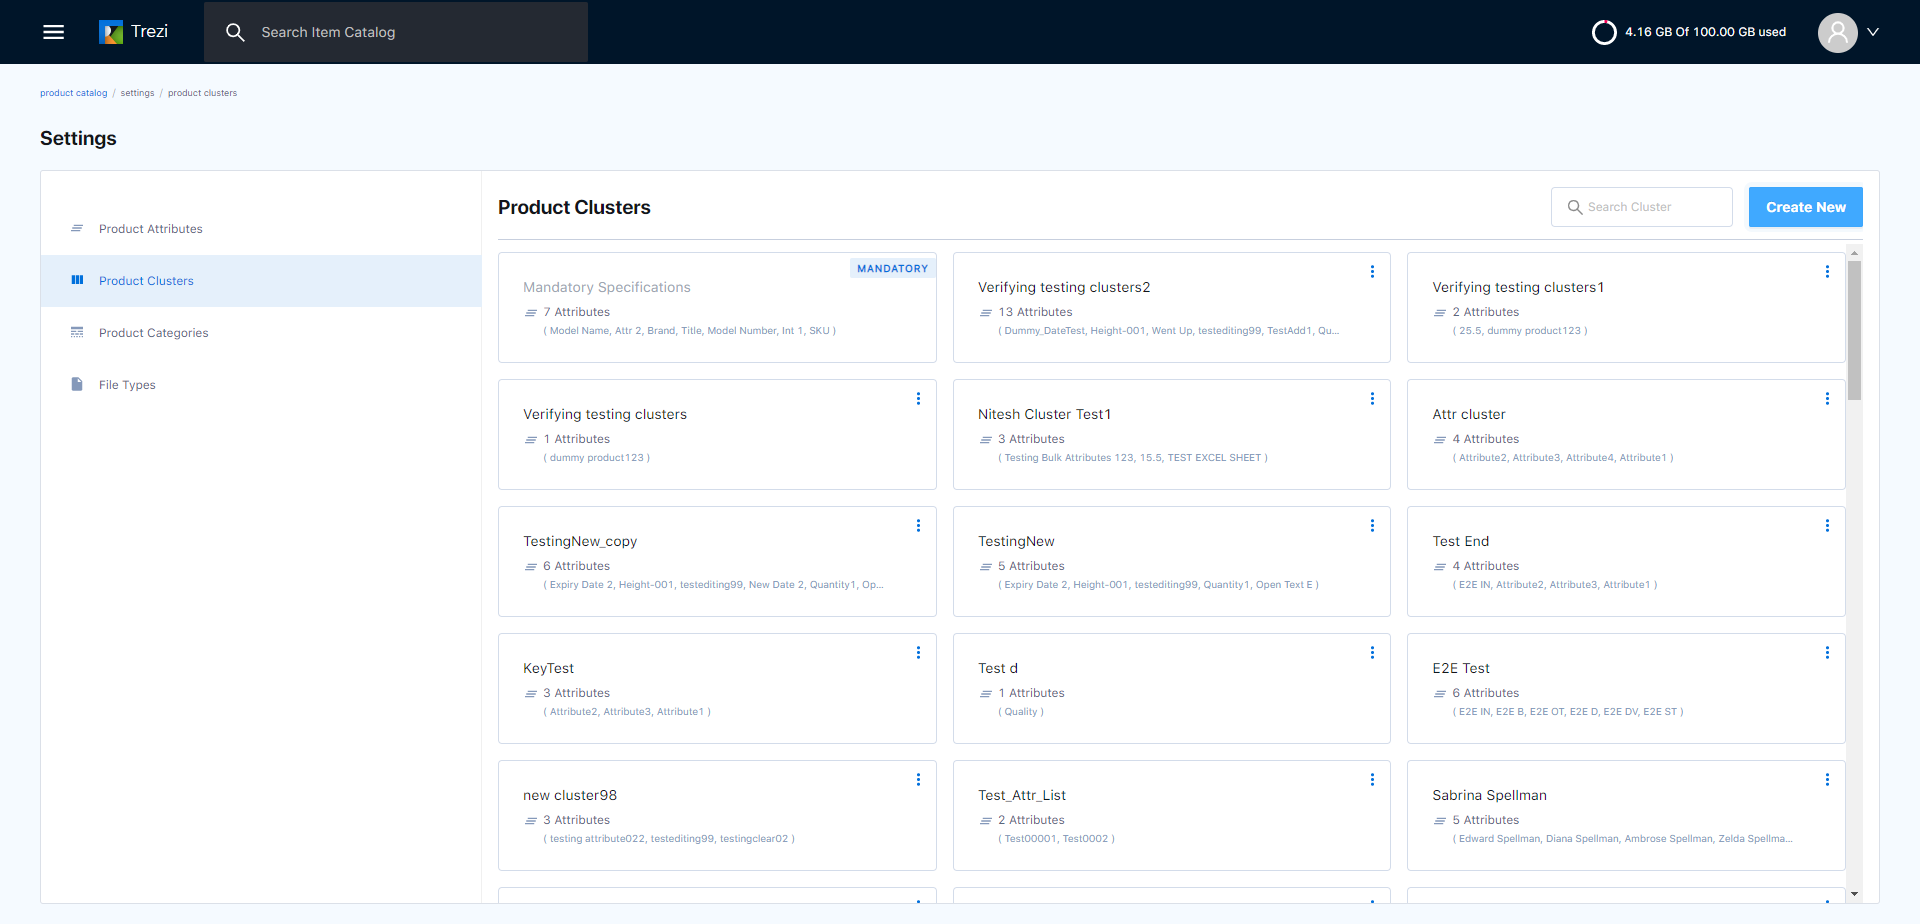 Trezi
Search Item Catalog
4.16 GB Of 100.00 GB used
product catalog / settings / product clusters
Settings
Product Attributes
Product Clusters
Product Categories
File Types
Product Clusters
Search Cluster
Create New
MANDATORY
Mandatory Specifications
7 Attributes
( Model Name, Attr 2, Brand, Title, Model Number, Int 1, SKU )
Verifying testing clusters2
13 Attributes
( Dummy_DateTest, Height-001, Went Up, testediting99, TestAdd1, Qu...
Verifying testing clusters1
2 Attributes
( 25.5, dummy product123 )
Verifying testing clusters
1 Attributes
( dummy product123 )
Nitesh Cluster Test1
3 Attributes
( Testing Bulk Attributes 123, 15.5, TEST EXCEL SHEET )
Attr cluster
4 Attributes
( Attribute2, Attribute3, Attribute4, Attribute1 )
TestingNew_copy
6 Attributes
( Expiry Date 2, Height-001, testediting99, New Date 2, Quantity1, Op...
TestingNew
5 Attributes
( Expiry Date 2, Height-001, testediting99, Quantity1, Open Text E )
Test End
4 Attributes
( E2E IN, Attribute2, Attribute3, Attribute1 )
KeyTest
3 Attributes
( Attribute2, Attribute3, Attribute1 )
Test d
1 Attributes
( Quality )
E2E Test
6 Attributes
( E2E IN, E2E B, E2E OT, E2E D, E2E DV, E2E ST )
new cluster98
3 Attributes
( testing attribute022, testediting99, testingclear02 )
Test_Attr_List
2 Attributes
( Test00001, Test0002 )
Sabrina Spellman
5 Attributes
( Edward Spellman, Diana Spellman, Ambrose Spellman, Zelda Spellma...